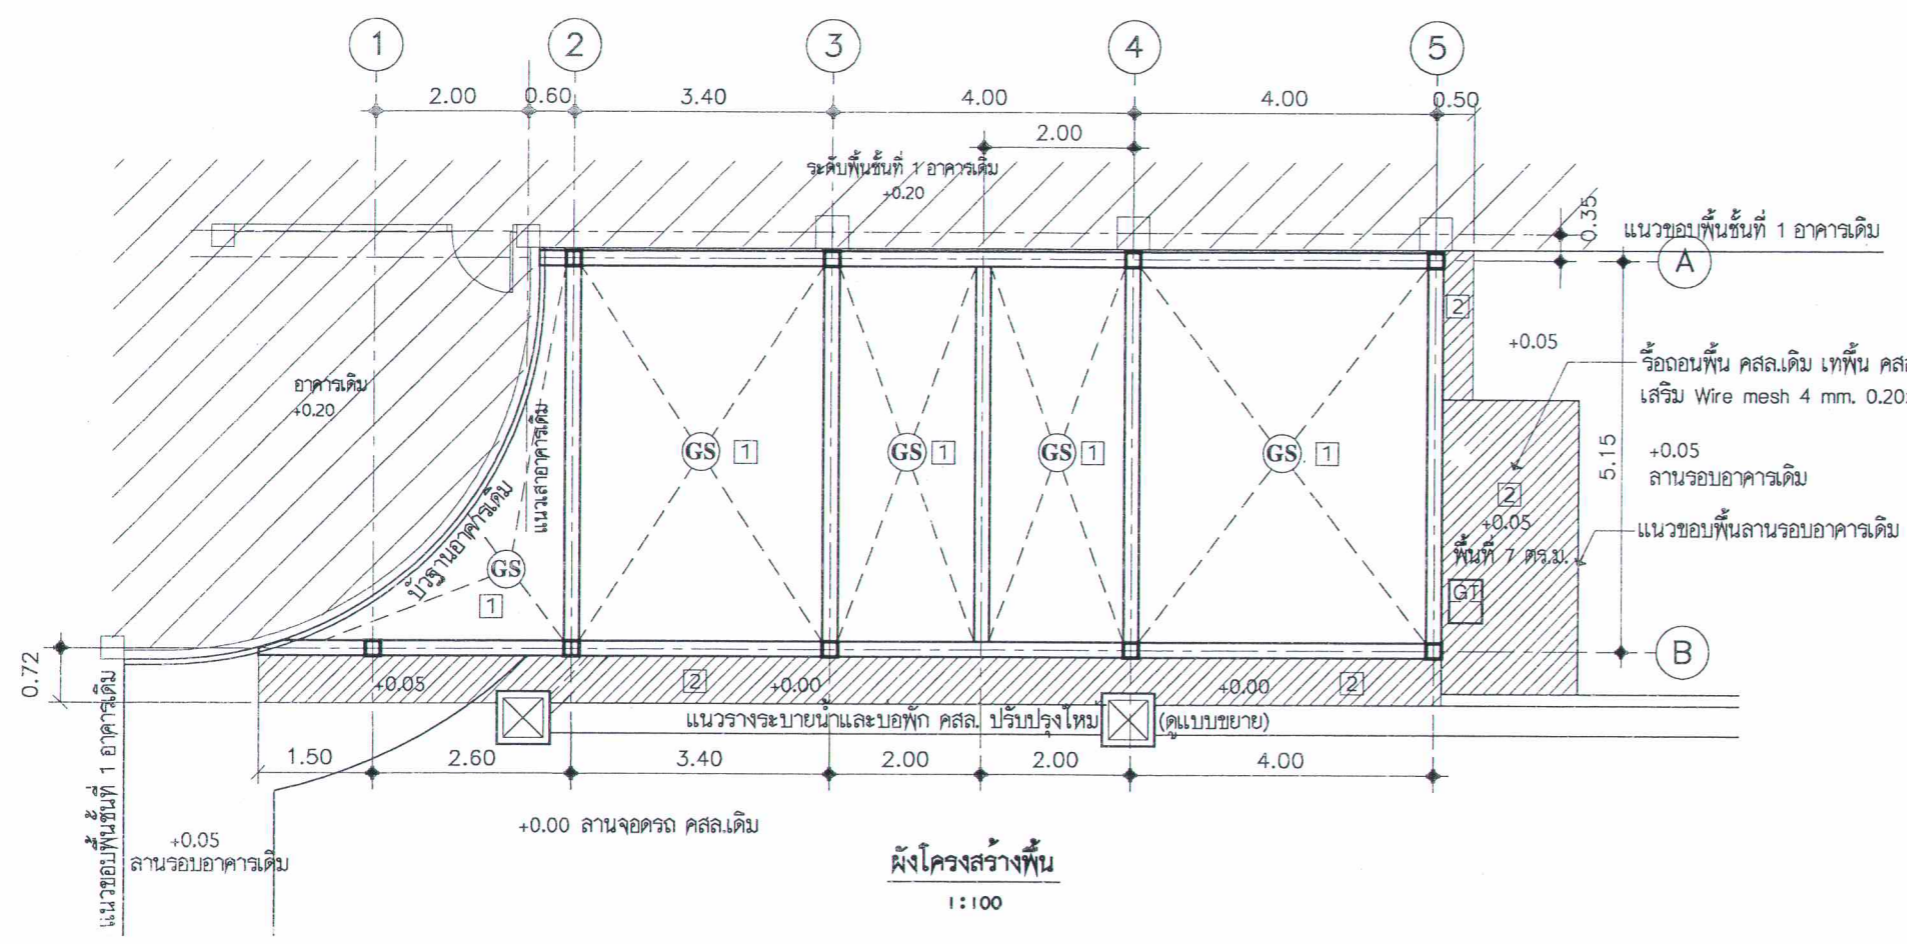 1 2 3 4 5
2.00 0.60 3.40 4.00 4.00 0.50
2.00
ระดับพื้นชั้นที่ 1 อาคารเดิม
+0.20
0.35
แนวขอบพื้นชั้นที่ 1 อาคารเดิม
A
2
+0.05
รื้อถอนพื้น คสล.เดิม เทพื้น
เสริม Wire mesh 4 mm. 0.20
อาคารเดิม
+0.20
แนวเสาอาคารเดิม
บัวฐานอาคารเดิม
GS 1
GS 1
GS 1
GS 1
GS
1
5.15
+0.05
ลานรอบอาคารเดิม
2
+0.05
พื้นที่ 7 ตร.ม.
แนวขอบพื้นลานรอบอาคารเดิม
GT
B
0.72
+0.05 2 +0.00 +0.00 2
แนวรางระบายน้ำและบ่อพัก คสล. ปรับปรุงใหม่ (ดูแบบขยาย)
1.50 2.60 3.40 2.00 2.00 4.00
แนวขอบพื้นชั้นที่ 1 อาคารเดิม
+0.05
ลานรอบอาคารเดิม
+0.00 ลานจอดรถ คสล.เดิม
ผังโครงสร้างพื้น
1:100